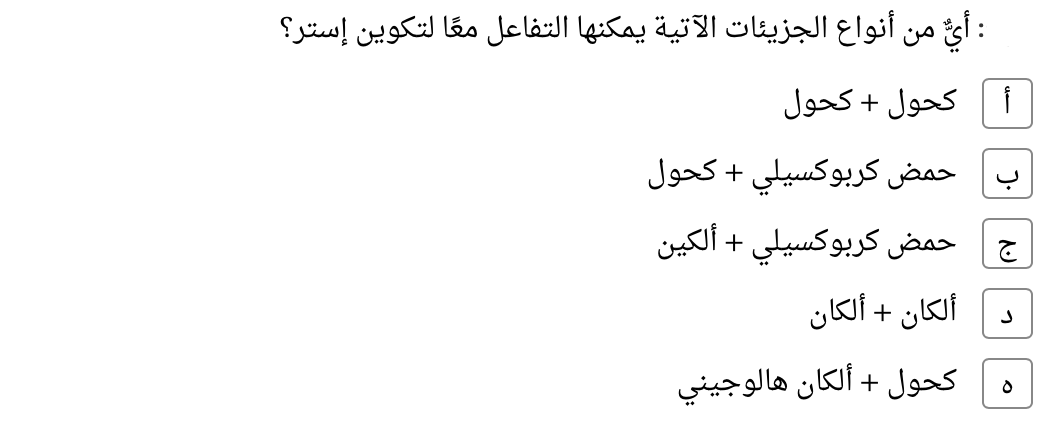 : أيٌّ من أنواع الجزيئات الآتية يمكنها التفاعل معًا لتكوين إستر؟
أ كحول + كحول
ب حمض كربوكسيلي + كحول
ج حمض كربوكسيلي + ألكين
د ألكان + ألكان
ه كحول + ألكان هالوجيني